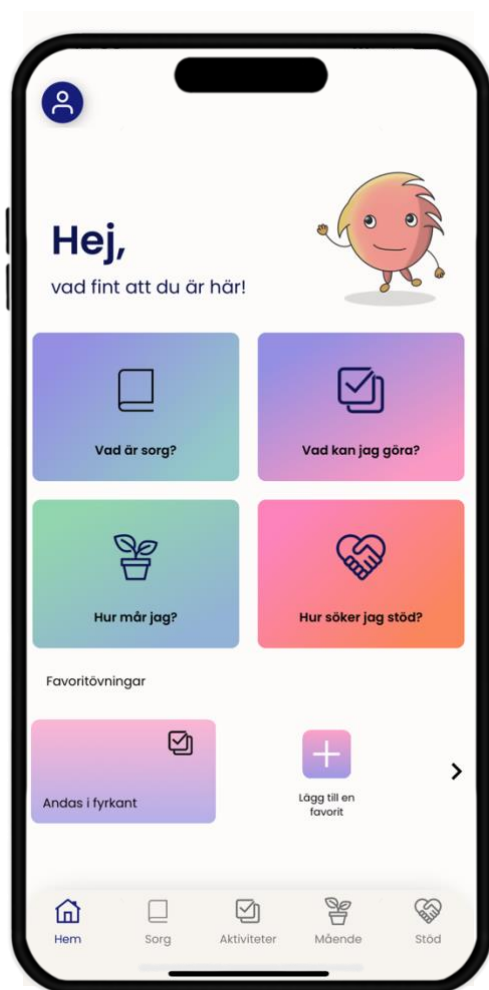 Hej,
vad fint att du är här!
Vad är sorg?
Vad kan jag göra?
Hur mår jag?
Hur söker jag stöd?
Favoritövningar
Andas i fyrkant
Lägg till en
favorit
Hem
Sorg
Aktiviteter
Mående
Stöd